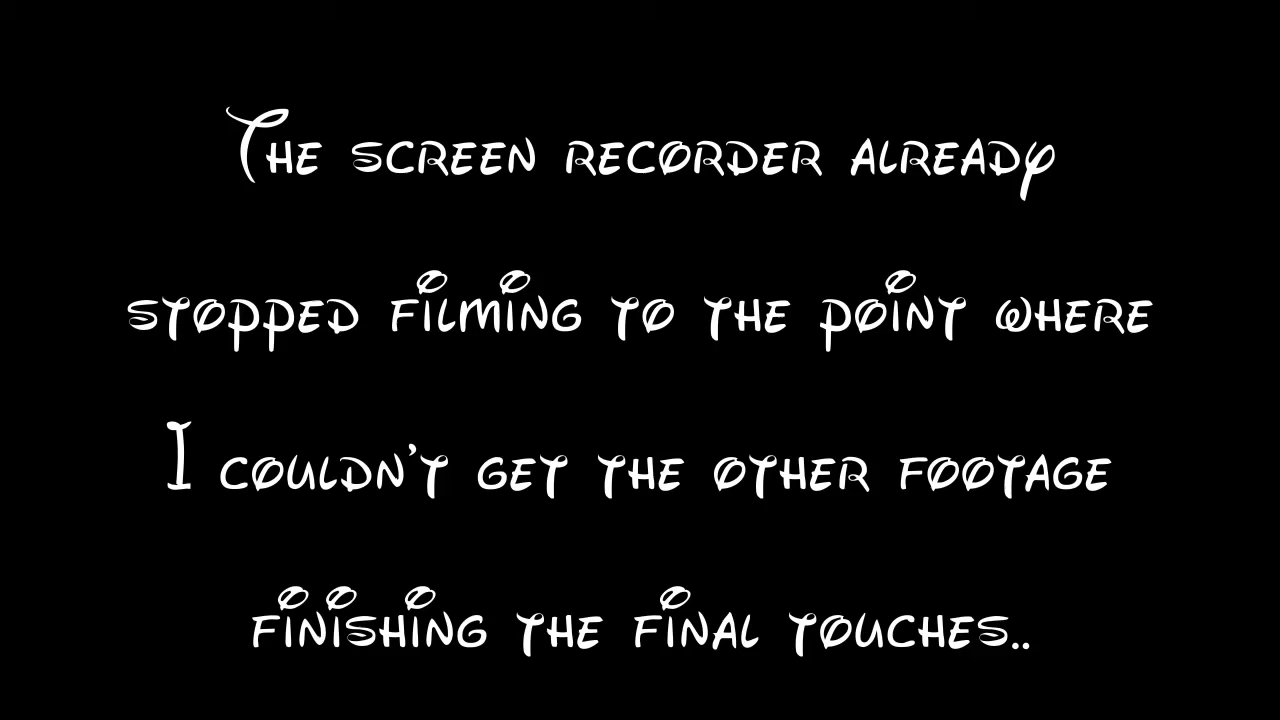 The screen recorder already
stopped filming to the point where
I couldn't get the other footage
finishing the final touches..